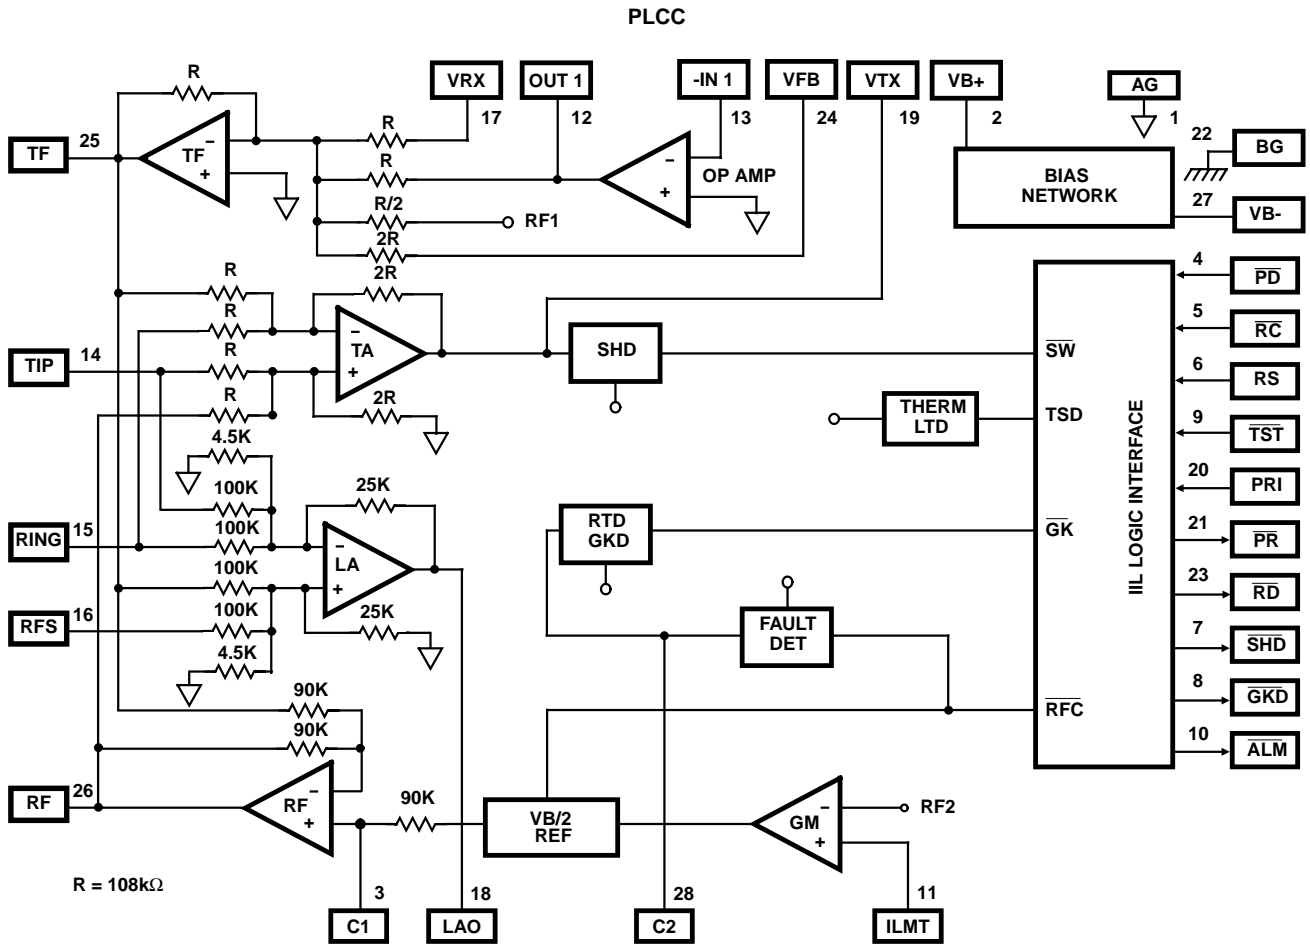 PLCC
R
VRX
OUT 1
-IN 1
VFB
VTX
VB+
AG
17
12
13
24
19
2
1
TF
25
TF
−
+
R
R
R/2
RF1
2R
−
+
OP AMP
BIAS
NETWORK
22
BG
27
VB-
R
R
R
R
2R
TA
−
+
2R
TIP
14
SHD
SW
THERM
LTD
TSD
4
PD
5
RC
6
RS
9
TST
20
PRI
21
PR
23
RD
7
SHD
8
GKD
10
ALM
IIL LOGIC INTERFACE
4.5K
100K
25K
RING
15
100K
LA
−
+
100K
RFS
16
100K
25K
4.5K
RTD
GKD
GK
FAULT
DET
RFC
90K
90K
RF
26
RF
−
+
90K
VB/2
REF
GM
−
+
RF2
R = 108kΩ
3
18
28
11
C1
LAO
C2
ILMT